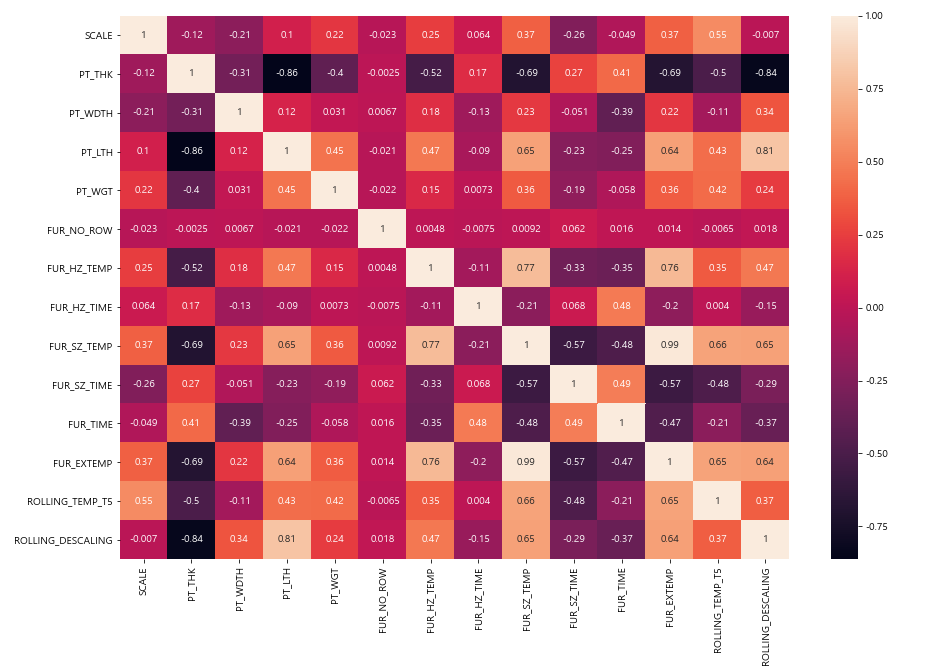 SCALE 1 -0.12 -0.21 0.1 0.22 -0.023 0.25 0.064 0.37 -0.26 -0.049 0.37 0.55 -0.007
PT_THK -0.12 1 -0.31 -0.86 -0.4 -0.0025 -0.52 0.17 -0.69 0.27 0.41 -0.69 -0.5 -0.84
PT_WDTH -0.21 -0.31 1 0.12 0.031 0.0067 0.18 -0.13 0.23 -0.051 -0.39 0.22 -0.11 0.34
PT_LTH 0.1 -0.86 0.12 1 0.45 -0.021 0.47 -0.09 0.65 -0.23 -0.25 0.64 0.43 0.81
PT_WGT 0.22 -0.4 0.031 0.45 1 -0.022 0.15 0.0073 0.36 -0.19 -0.058 0.36 0.42 0.24
FUR_NO_ROW -0.023 -0.0025 0.0067 -0.021 -0.022 1 0.0048 -0.0075 0.0092 0.062 0.016 0.014 -0.0065 0.018
FUR_HZ_TEMP 0.25 -0.52 0.18 0.47 0.15 0.0048 1 -0.11 0.77 -0.33 -0.35 0.76 0.35 0.47
FUR_HZ_TIME 0.064 0.17 -0.13 -0.09 0.0073 -0.0075 -0.11 1 -0.21 0.068 0.48 -0.2 0.004 -0.15
FUR_SZ_TEMP 0.37 -0.69 0.23 0.65 0.36 0.0092 0.77 -0.21 1 -0.57 -0.48 0.99 0.66 0.65
FUR_SZ_TIME -0.26 0.27 -0.051 -0.23 -0.19 0.062 -0.33 0.068 -0.57 1 0.49 -0.57 -0.48 -0.29
FUR_TIME -0.049 0.41 -0.39 -0.25 -0.058 0.016 -0.35 0.48 -0.48 0.49 1 -0.47 -0.21 -0.37
FUR_EXTEMP 0.37 -0.69 0.22 0.64 0.36 0.014 0.76 -0.2 0.99 -0.57 -0.47 1 0.65 0.64
ROLLING_TEMP_T5 0.55 -0.5 -0.11 0.43 0.42 -0.0065 0.35 0.004 0.66 -0.48 -0.21 0.65 1 0.37
ROLLING_DESCALING -0.007 -0.84 0.34 0.81 0.24 0.018 0.47 -0.15 0.65 -0.29 -0.37 0.64 0.37 1
SCALE
PT_THK
PT_WDTH
PT_LTH
PT_WGT
FUR_NO_ROW
FUR_HZ_TEMP
FUR_HZ_TIME
FUR_SZ_TEMP
FUR_SZ_TIME
FUR_TIME
FUR_EXTEMP
ROLLING_TEMP_T5
ROLLING_DESCALING
1.00
0.75
0.50
0.25
0.00
-0.25
-0.50
-0.75